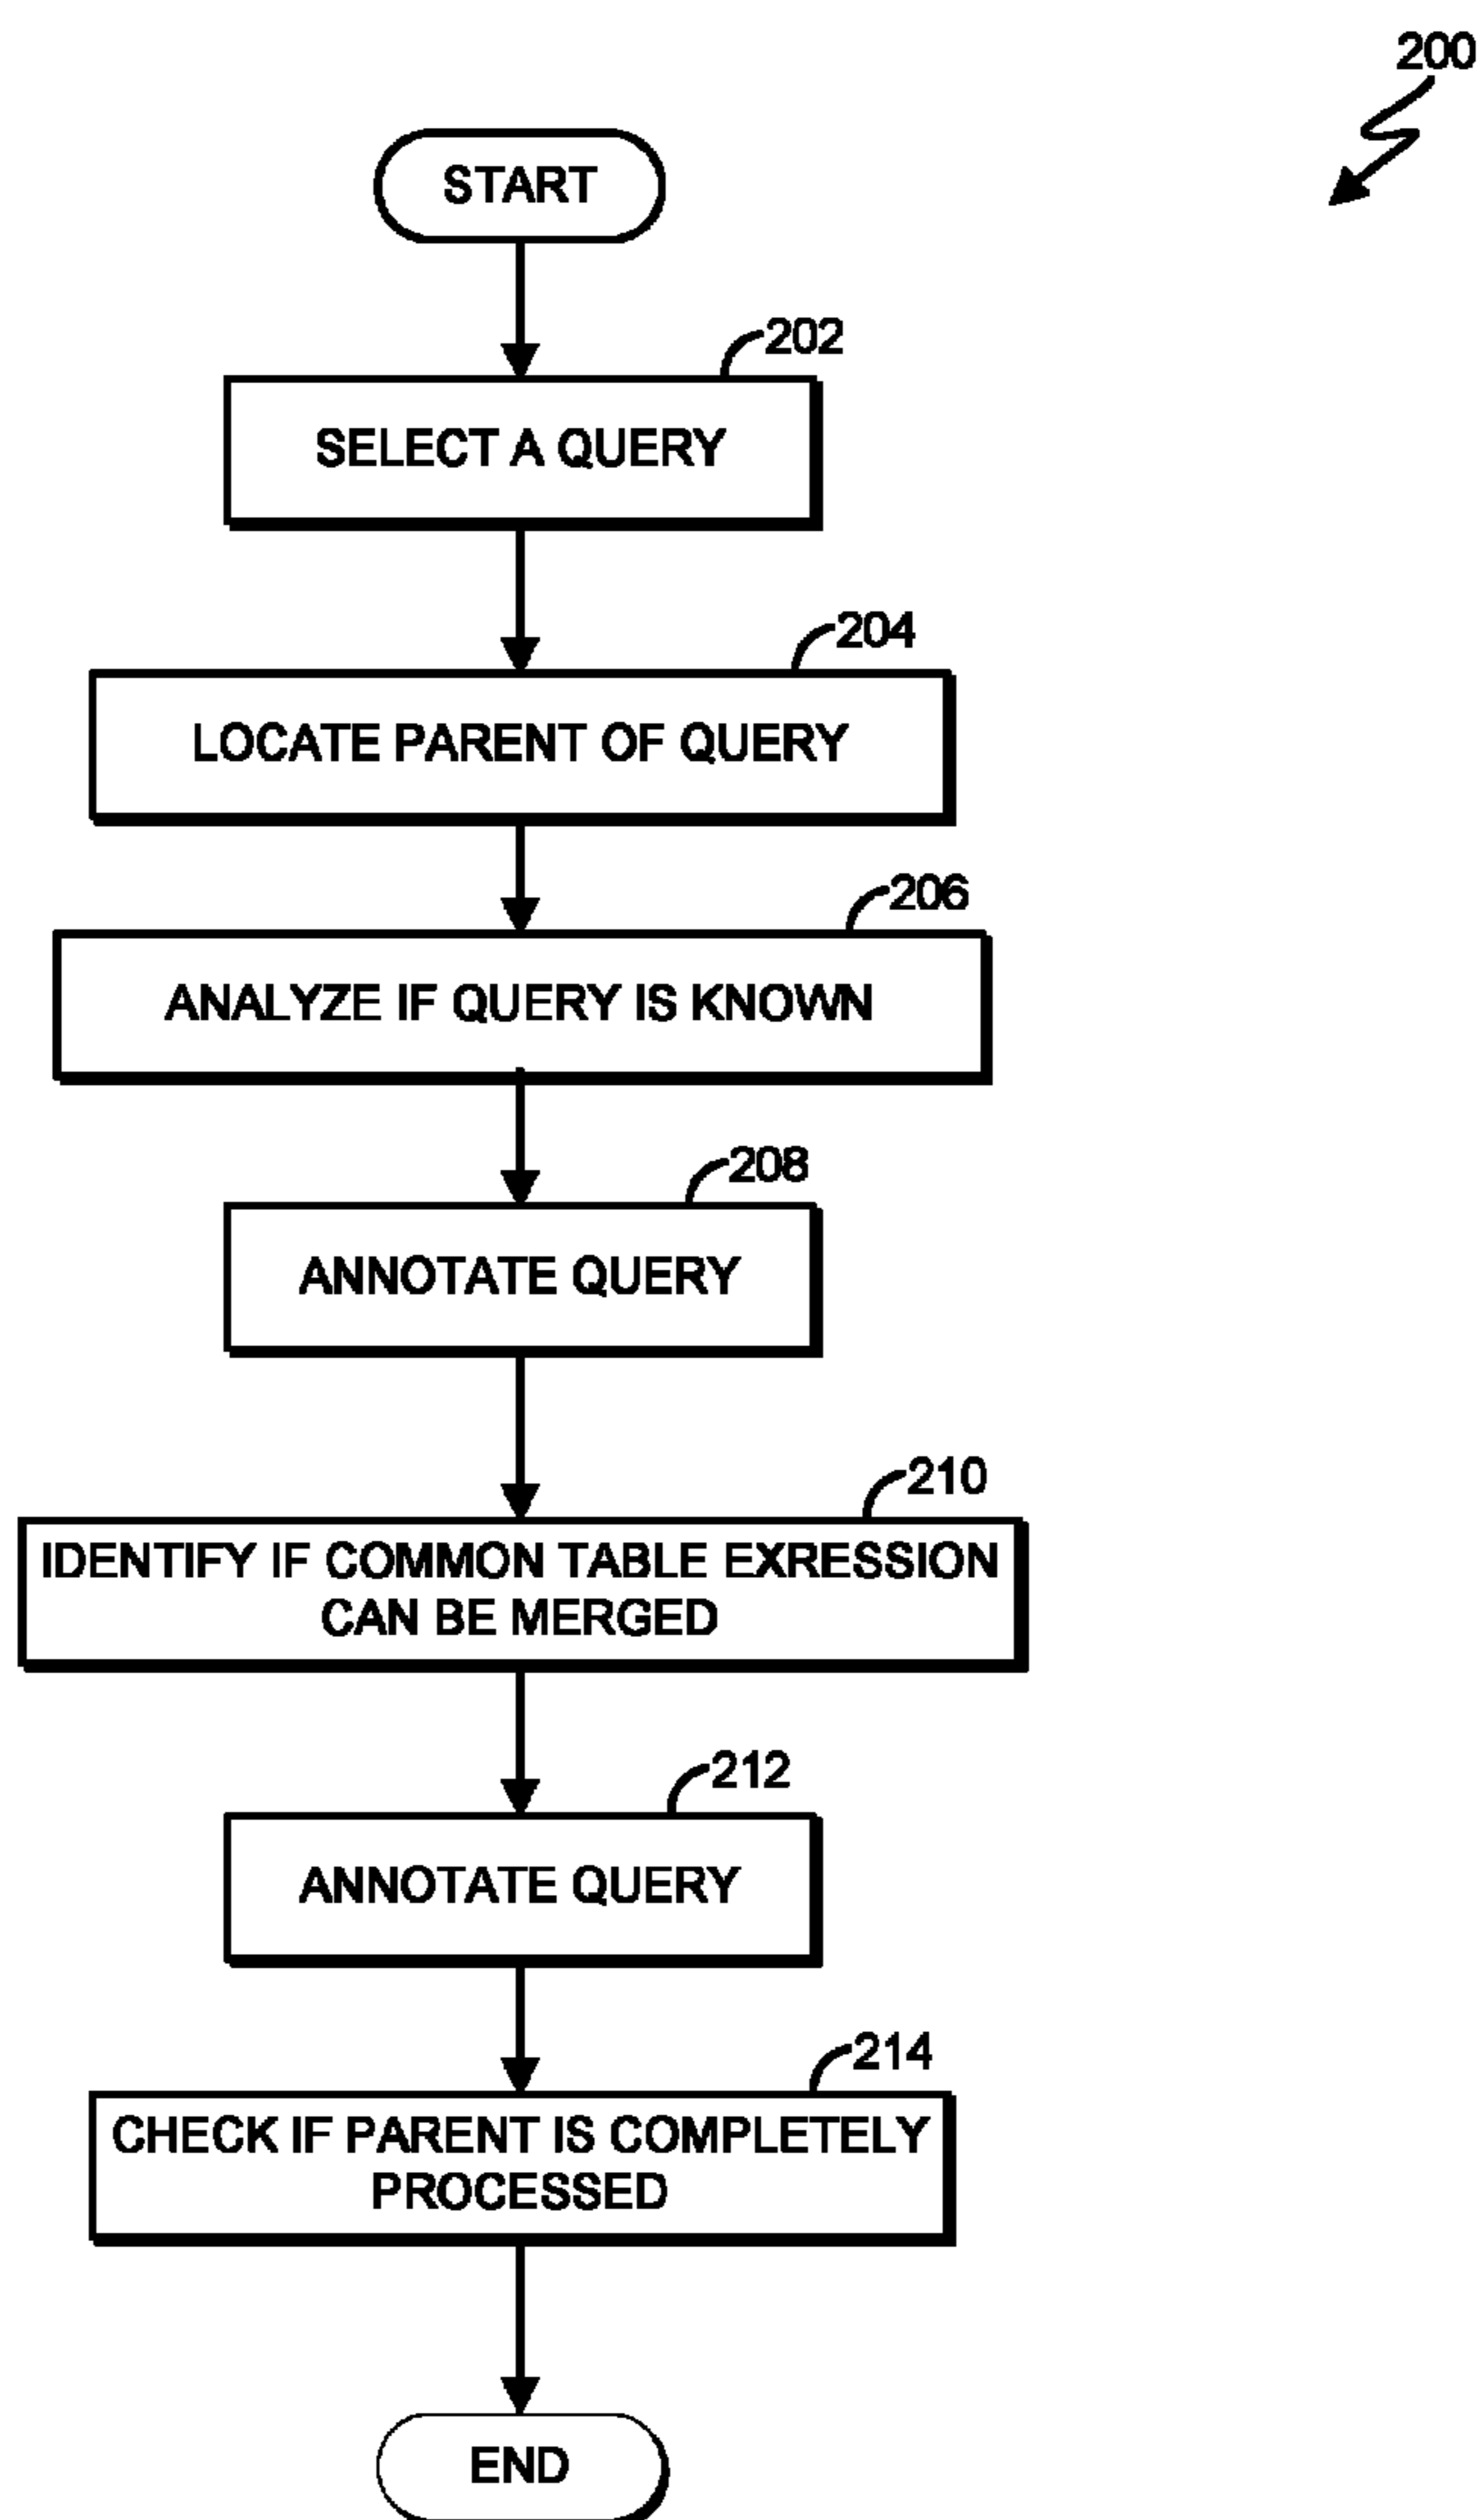 200
START
202
SELECT A QUERY
204
LOCATE PARENT OF QUERY
206
ANALYZE IF QUERY IS KNOWN
208
ANNOTATE QUERY
210
IDENTIFY IF COMMON TABLE EXRESSION
CAN BE MERGED
212
ANNOTATE QUERY
214
CHECK IF PARENT IS COMPLETELY
PROCESSED
END